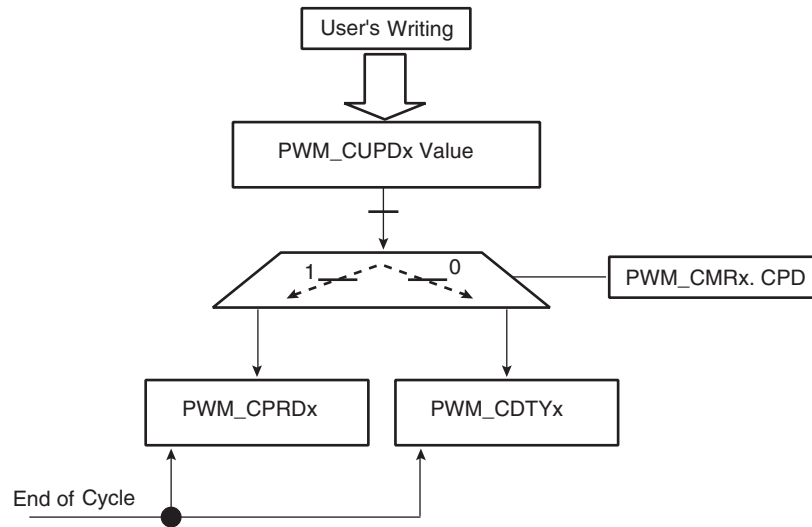 User's Writing
PWM_CUPDx Value
1
0
PWM_CMRx. CPD
PWM_CPRDx
PWM_CDTYx
End of Cycle